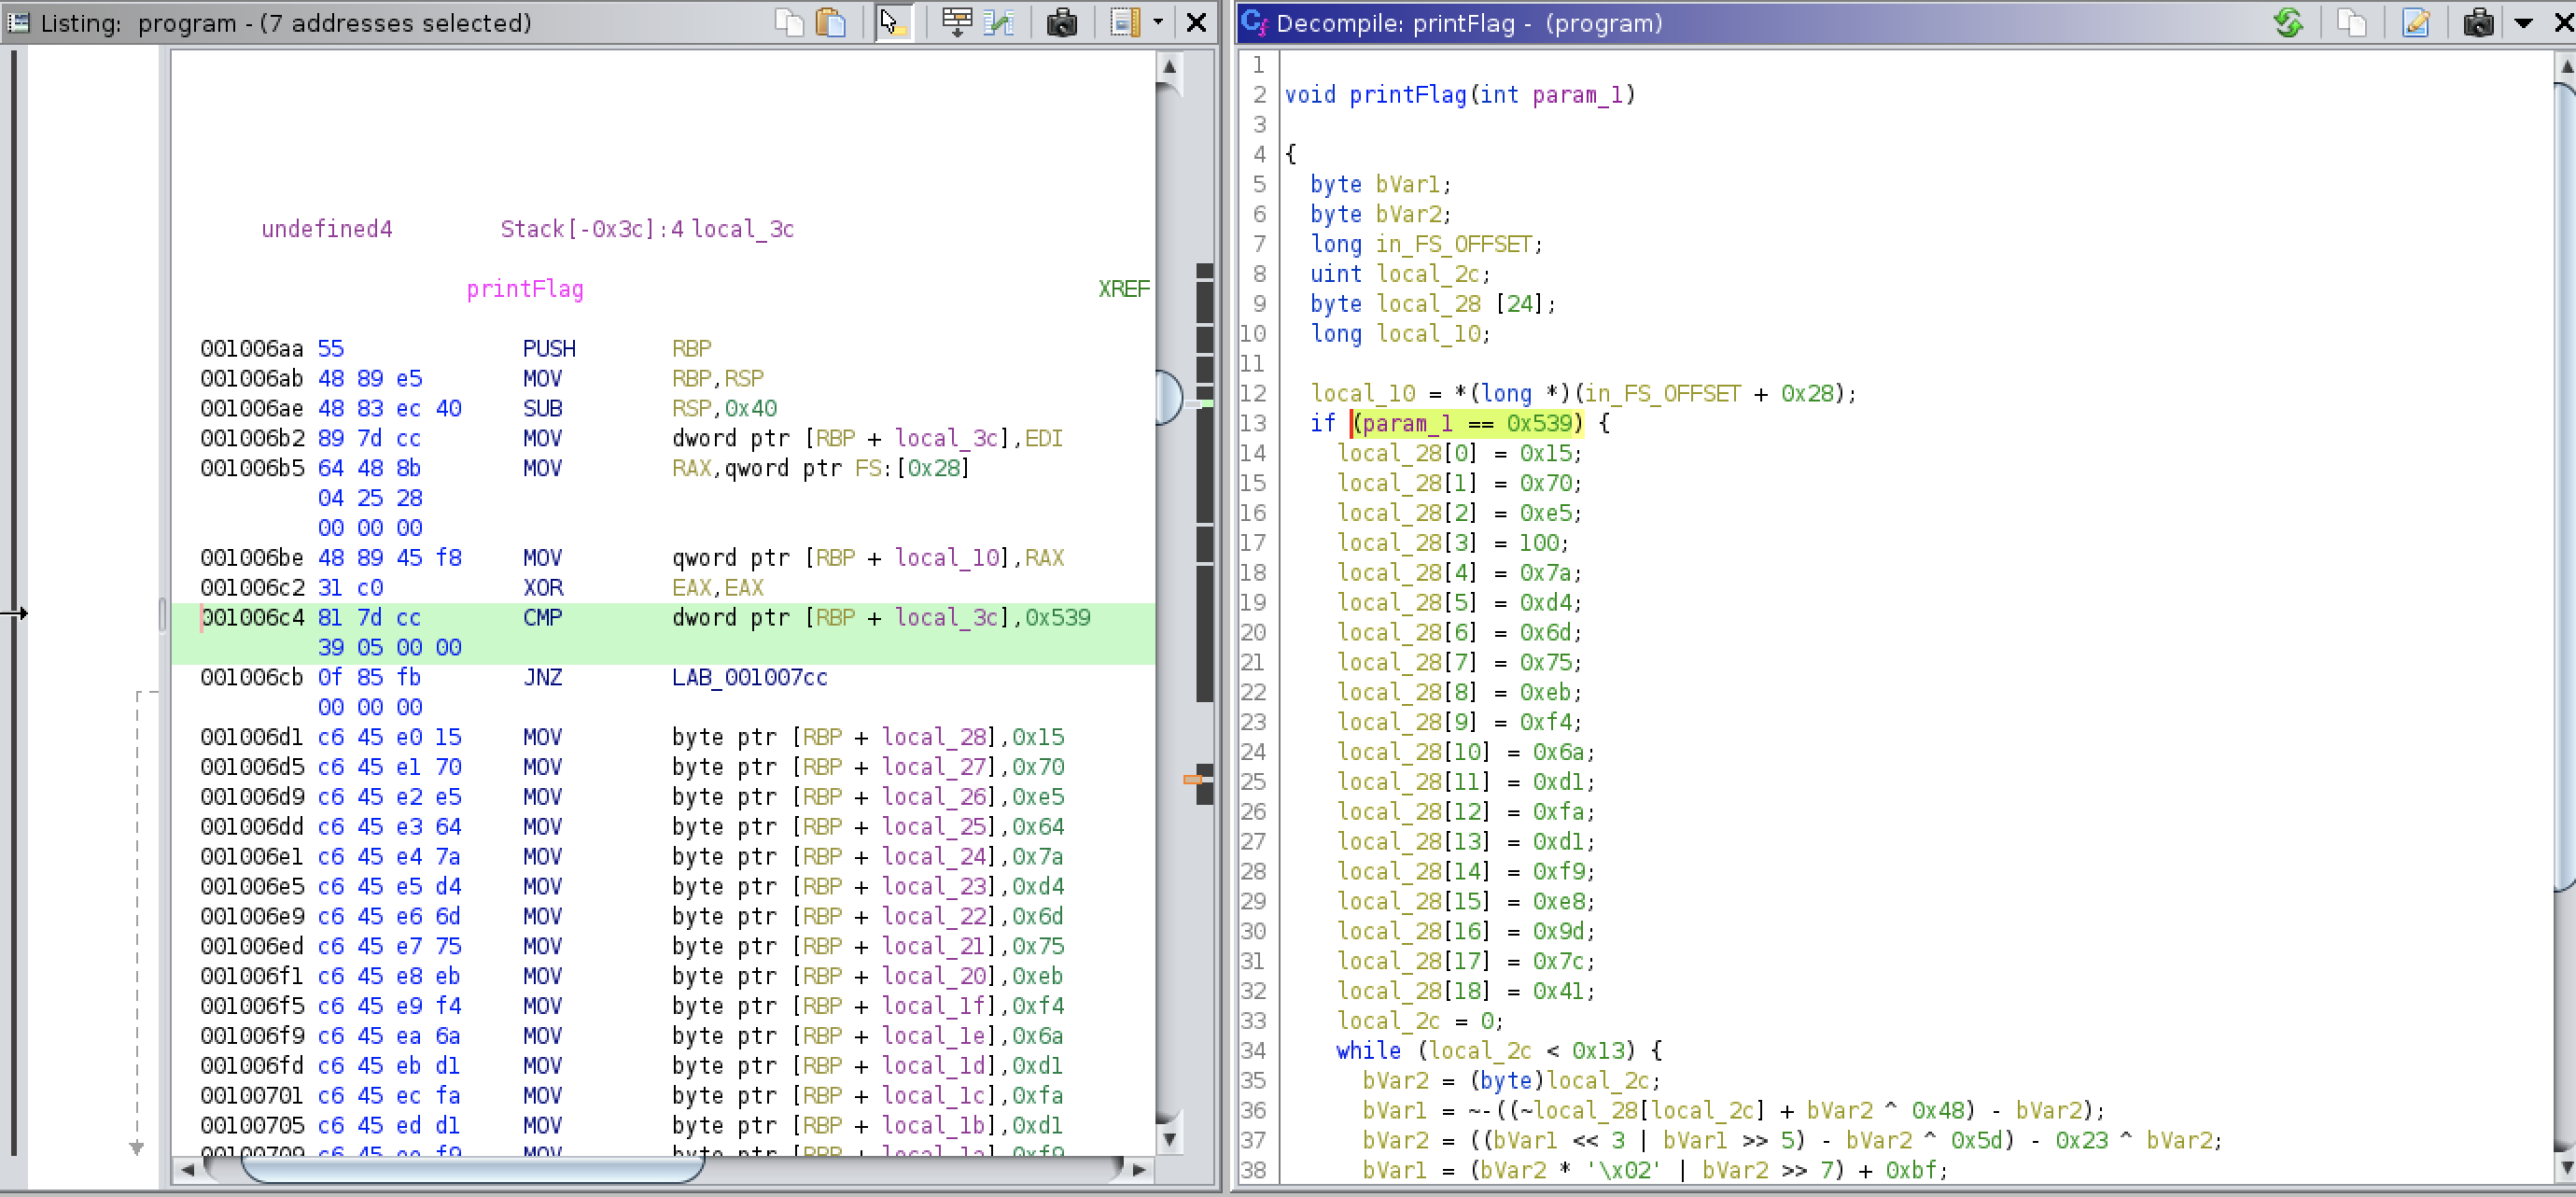 Listing: program - (7 addresses selected)
undefined4 Stack[-0x3c]:4 local_3c
printFlag XREF
001006aa 55 PUSH RBP
001006ab 48 89 e5 MOV RBP,RSP
001006ae 48 83 ec 40 SUB RSP,0x40
001006b2 89 7d cc MOV dword ptr [RBP + local_3c],EDI
001006b5 64 48 8b MOV RAX,qword ptr FS:[0x28]
04 25 28
00 00 00
001006be 48 89 45 f8 MOV qword ptr [RBP + local_10],RAX
001006c2 31 c0 XOR EAX,EAX
001006c4 81 7d cc CMP dword ptr [RBP + local_3c],0x539
39 05 00 00
001006cb 0f 85 fb JNZ LAB_001007cc
00 00 00
001006d1 c6 45 e0 15 MOV byte ptr [RBP + local_28],0x15
001006d5 c6 45 e1 70 MOV byte ptr [RBP + local_27],0x70
001006d9 c6 45 e2 e5 MOV byte ptr [RBP + local_26],0xe5
001006dd c6 45 e3 64 MOV byte ptr [RBP + local_25],0x64
001006e1 c6 45 e4 7a MOV byte ptr [RBP + local_24],0x7a
001006e5 c6 45 e5 d4 MOV byte ptr [RBP + local_23],0xd4
001006e9 c6 45 e6 6d MOV byte ptr [RBP + local_22],0x6d
001006ed c6 45 e7 75 MOV byte ptr [RBP + local_21],0x75
001006f1 c6 45 e8 eb MOV byte ptr [RBP + local_20],0xeb
001006f5 c6 45 e9 f4 MOV byte ptr [RBP + local_1f],0xf4
001006f9 c6 45 ea 6a MOV byte ptr [RBP + local_1e],0x6a
001006fd c6 45 eb d1 MOV byte ptr [RBP + local_1d],0xd1
00100701 c6 45 ec fa MOV byte ptr [RBP + local_1c],0xfa
00100705 c6 45 ed d1 MOV byte ptr [RBP + local_1b],0xd1
00100709 c6 45 ee f9 MOV byte ptr [RBP + local_1a],0xf9
Decompile: printFlag - (program)
1
2 void printFlag(int param_1)
3
4 {
5 byte bVar1;
6 byte bVar2;
7 long in_FS_OFFSET;
8 uint local_2c;
9 byte local_28 [24];
10 long local_10;
11
12 local_10 = *(long *)(in_FS_OFFSET + 0x28);
13 if (param_1 == 0x539) {
14 local_28[0] = 0x15;
15 local_28[1] = 0x70;
16 local_28[2] = 0xe5;
17 local_28[3] = 100;
18 local_28[4] = 0x7a;
19 local_28[5] = 0xd4;
20 local_28[6] = 0x6d;
21 local_28[7] = 0x75;
22 local_28[8] = 0xeb;
23 local_28[9] = 0xf4;
24 local_28[10] = 0x6a;
25 local_28[11] = 0xd1;
26 local_28[12] = 0xfa;
27 local_28[13] = 0xd1;
28 local_28[14] = 0xf9;
29 local_28[15] = 0xe8;
30 local_28[16] = 0x9d;
31 local_28[17] = 0x7c;
32 local_28[18] = 0x41;
33 local_2c = 0;
34 while (local_2c < 0x13) {
35 bVar2 = (byte)local_2c;
36 bVar1 = ~-((~local_28[local_2c] + bVar2 ^ 0x48) - bVar2);
37 bVar2 = ((bVar1 << 3 | bVar1 >> 5) - bVar2 ^ 0x5d) - 0x23 ^ bVar2;
38 bVar1 = (bVar2 * '\x02' | bVar2 >> 7) + 0xbf;